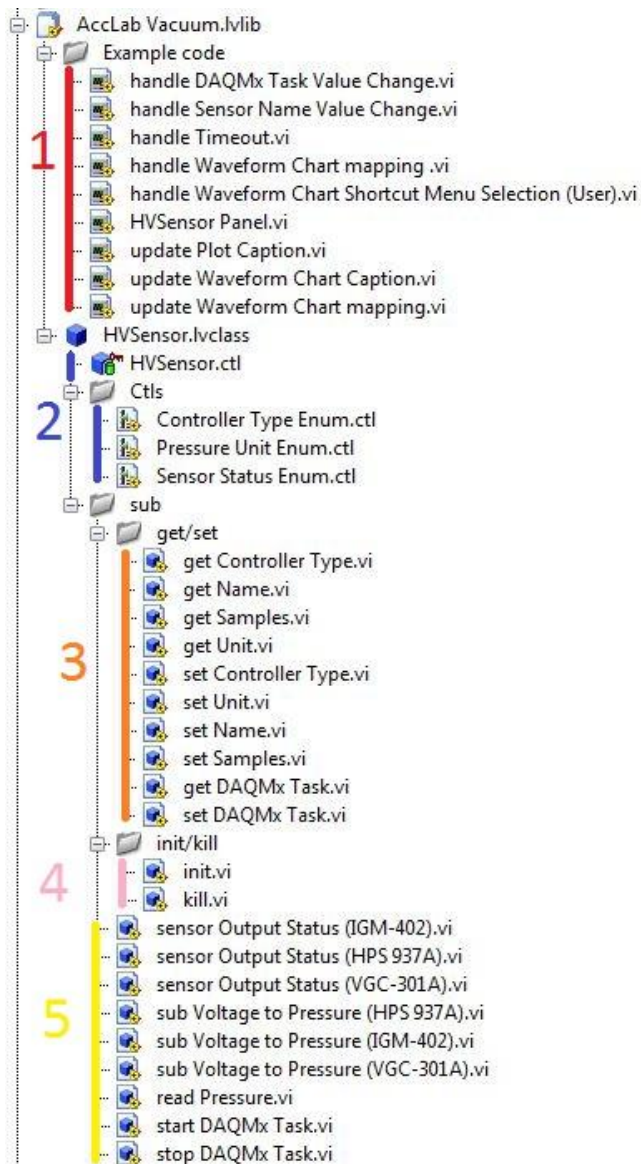 AccLab Vacuum.lvlib
Example code
1
handle DAQMx Task Value Change.vi
handle Sensor Name Value Change.vi
handle Timeout.vi
handle Waveform Chart mapping .vi
handle Waveform Chart Shortcut Menu Selection (User).vi
HVSensor Panel.vi
update Plot Caption.vi
update Waveform Chart Caption.vi
update Waveform Chart mapping.vi
HVSensor.lvclass
HVSensor.ctl
Ctls
2
Controller Type Enum.ctl
Pressure Unit Enum.ctl
Sensor Status Enum.ctl
sub
get/set
3
get Controller Type.vi
get Name.vi
get Samples.vi
get Unit.vi
set Controller Type.vi
set Unit.vi
set Name.vi
set Samples.vi
get DAQMx Task.vi
set DAQMx Task.vi
init/kill
4
init.vi
kill.vi
5
sensor Output Status (IGM-402).vi
sensor Output Status (HPS 937A).vi
sensor Output Status (VGC-301A).vi
sub Voltage to Pressure (HPS 937A).vi
sub Voltage to Pressure (IGM-402).vi
sub Voltage to Pressure (VGC-301A).vi
read Pressure.vi
start DAQMx Task.vi
stop DAQMx Task.vi